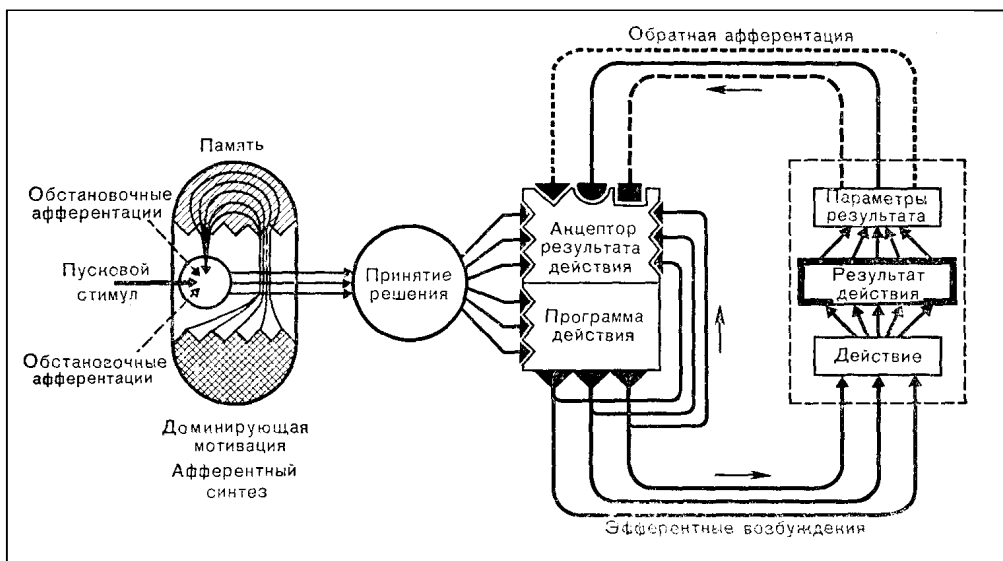 Обратная афферентация
Память
Обстановочные
афферентации
Пусковой
стимул
Обстановочные
афферентации
Доминирующая
мотивация
Афферентный
синтез
Принятие
решения
Акцептор
результата
действия
Программа
действия
Параметры
результата
Результат
действия
Действие
Эфферентные возбуждения